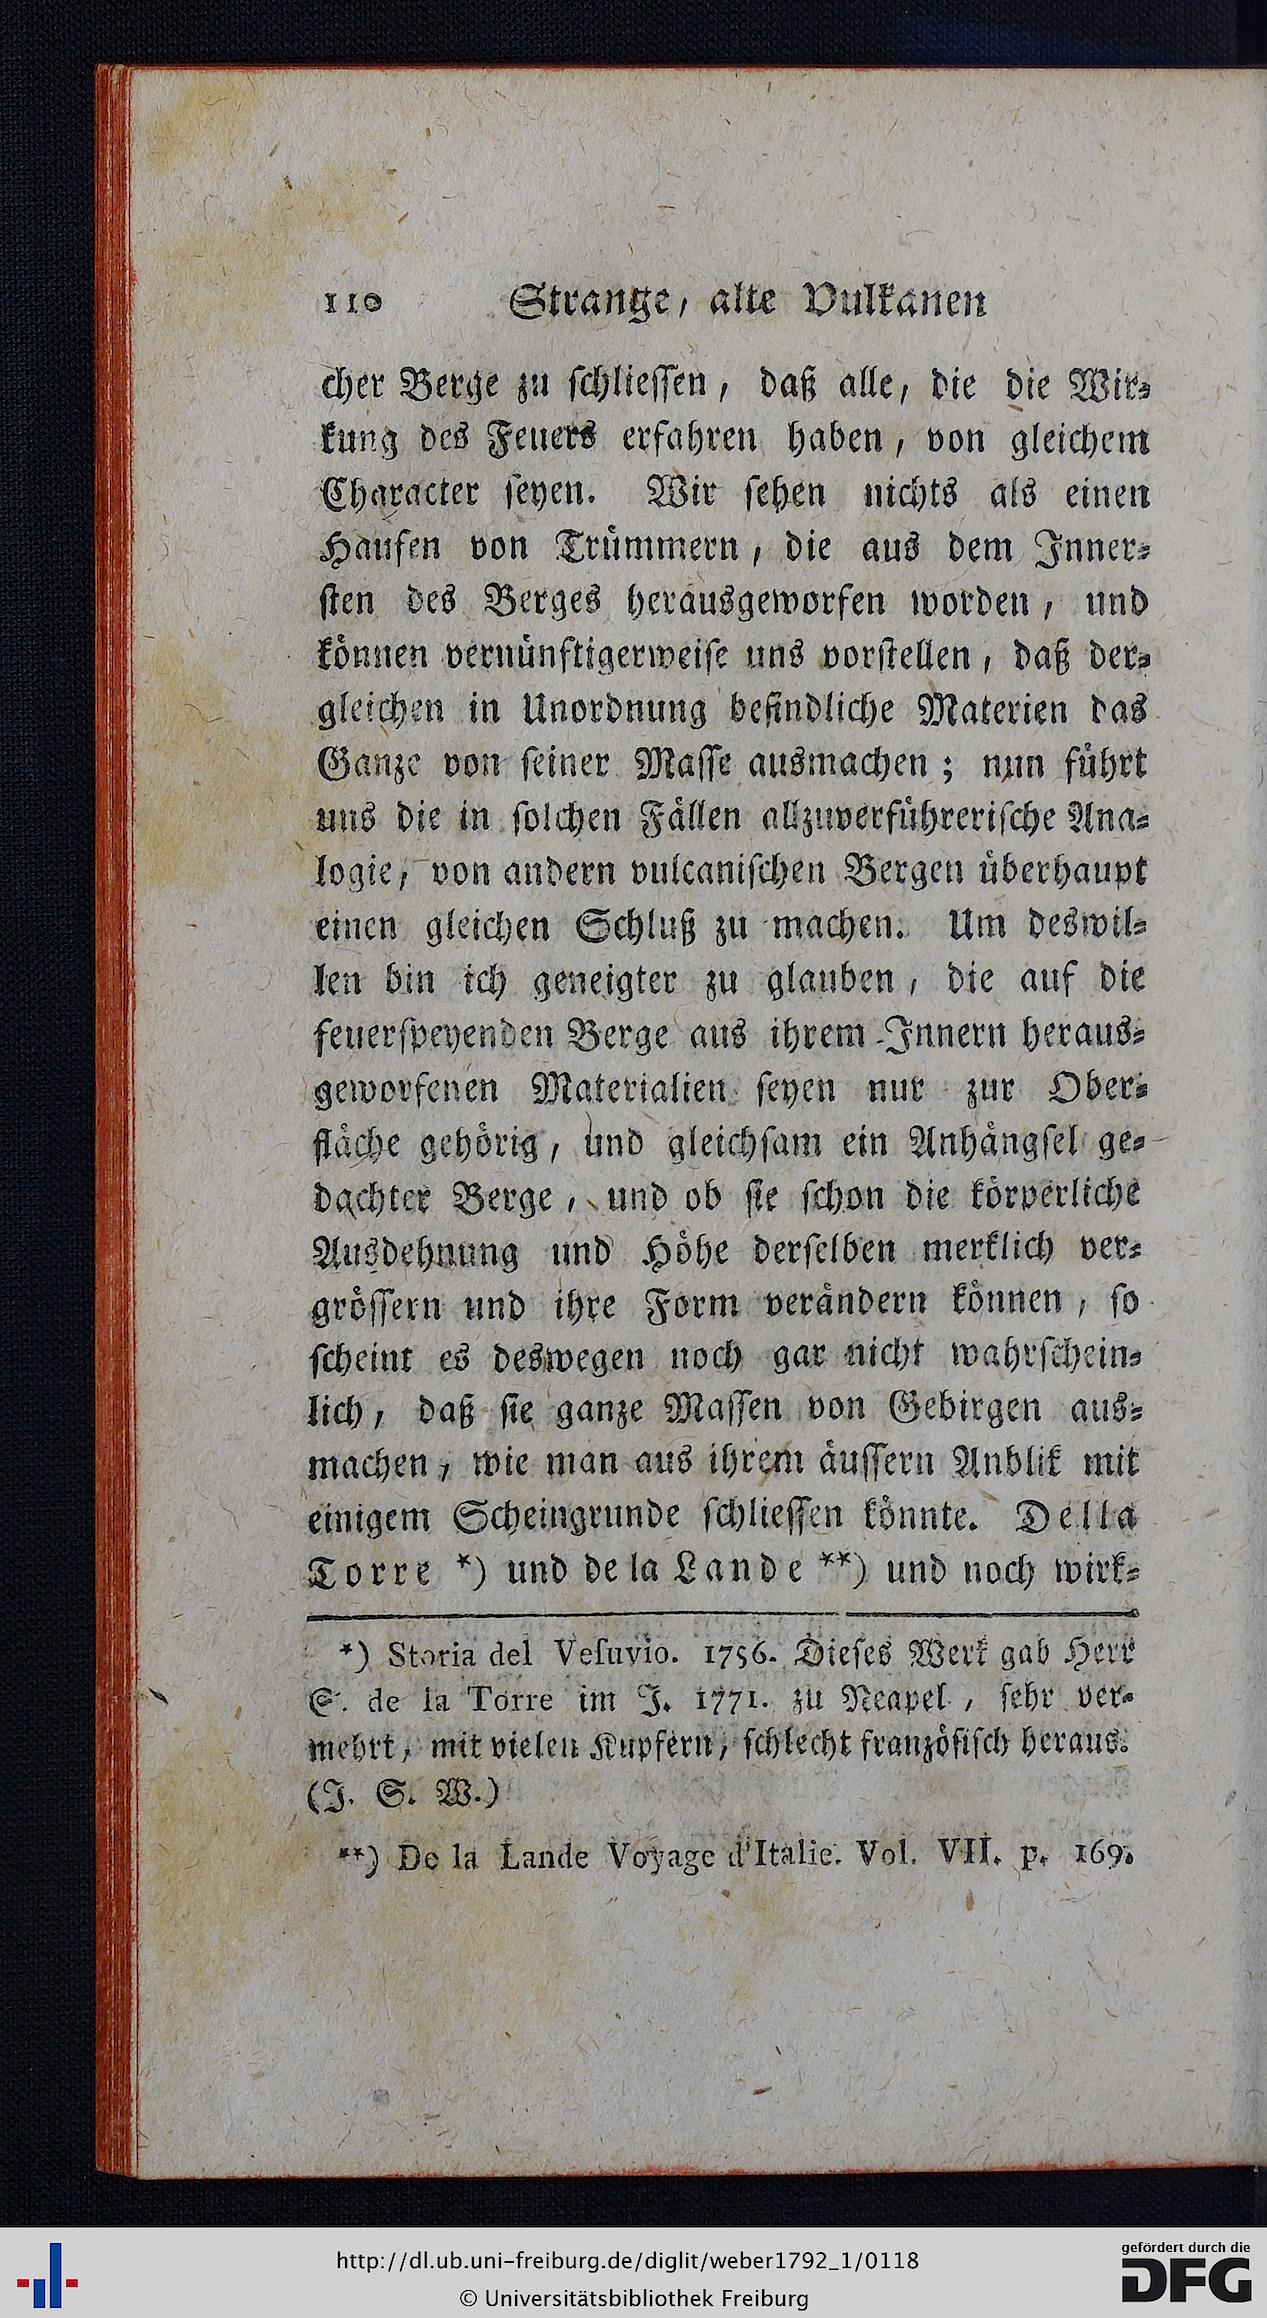 110 Strange, alte Vulkanen
cher Berge zu ſchlieſſen, daß alle, die die Wir⸗
kung des Feuers erfahren haben, von gleichem
Character ſeyen. Wir ſehen nichts als einen
Haufen von Trümmern, die aus dem Inner⸗
ſten des Berges herausgeworfen worden, und
können vernünftigerweiſe uns vorſtellen, daß der⸗
gleichen in Unordnung befindliche Materien das
Ganze von ſeiner Maſſe ausmachen; nun führt
uns die in ſolchen Fällen allzuverführeriſche Ana⸗
logie, von andern vulcaniſchen Bergen überhaupt
einen gleichen Schluß zu machen. Um deswil⸗
len bin ich geneigter zu glauben, die auf die
feuerſpeyenden Berge aus ihrem Innern heraus⸗
geworfenen Materialien ſeyen nur zur Ober⸗
fläche gehörig, und gleichſam ein Anhängſel ge⸗
dachter Berge, und ob ſie ſchon die körperliche
Ausdehnung und Höhe derſelben merklich ver⸗
gröſſern und ihre Form verändern können, ſo
ſcheint es deswegen noch gar nicht wahrſchein⸗
lich, daß ſie ganze Maſſen von Gebirgen aus⸗
machen, wie man aus ihrem äuſſern Anblik mit
einigem Scheingrunde ſchlieſſen könnte. Della
Torre *) und de la Lande **) und noch wirk⸗
*) Storia del Veſuvio. 1756. Dieſes Werk gab Herr
S. de la Torre im J. 1771. zu Neapel, ſehr ver⸗
mehrt, mit vielen Kupfern, ſchlecht franzöſiſch heraus.
(J. S. W.)
**) De la Lande Voyage d'Italie. Vol. VII. p. 169.
http://dl.ub.uni-freiburg.de/diglit/weber1792_1/0118
© Universitätsbibliothek Freiburg
gefördert durch die
DFG